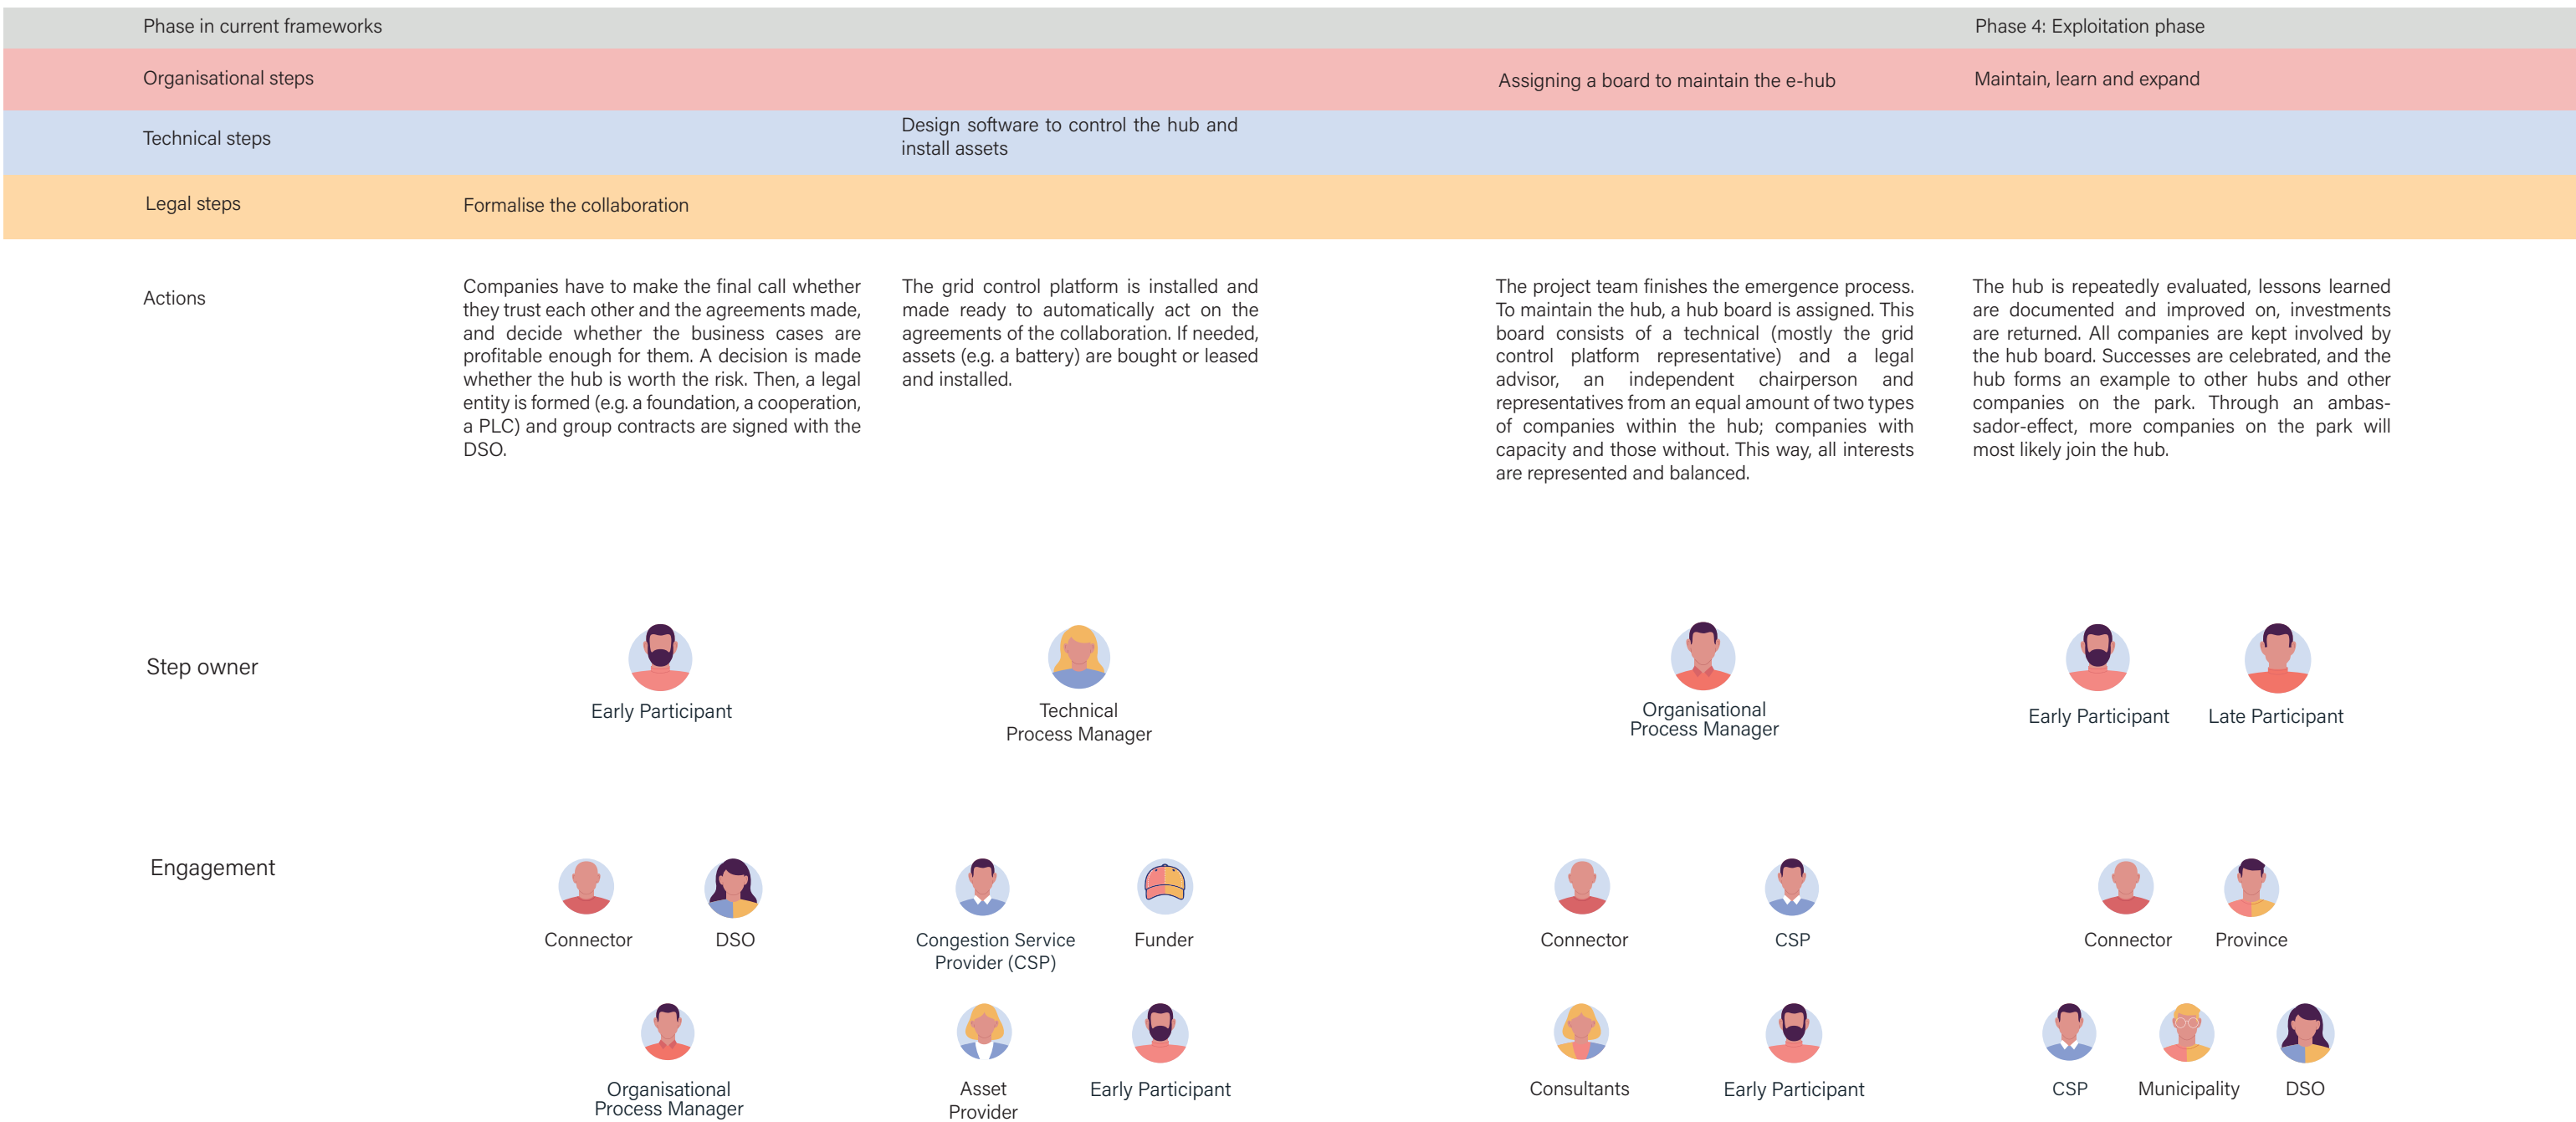 Phase in current frameworks
Phase 4: Exploitation phase
Organisational steps
Assigning a board to maintain the e-hub
Maintain, learn and expand
Technical steps
Design software to control the hub and
install assets
Legal steps
Formalise the collaboration
Actions
Companies have to make the final call whether
they trust each other and the agreements made,
and decide whether the business cases are
profitable enough for them. A decision is made
whether the hub is worth the risk. Then, a legal
entity is formed (e.g. a foundation, a cooperation,
a PLC) and group contracts are signed with the
DSO.
The grid control platform is installed and
made ready to automatically act on the
agreements of the collaboration. If needed,
assets (e.g. a battery) are bought or leased
and installed.
The project team finishes the emergence process.
To maintain the hub, a hub board is assigned. This
board consists of a technical (mostly the grid
control platform representative) and a legal
advisor, an independent chairperson and
representatives from an equal amount of two types
of companies within the hub; companies with
capacity and those without. This way, all interests
are represented and balanced.
The hub is repeatedly evaluated, lessons learned
are documented and improved on, investments
are returned. All companies are kept involved by
the hub board. Successes are celebrated, and the
hub forms an example to other hubs and other
companies on the park. Through an ambas-
sador-effect, more companies on the park will
most likely join the hub.
Step owner
Early Participant
Technical
Process Manager
Organisational
Process Manager
Early Participant
Late Participant
Engagement
Connector
DSO
Organisational
Process Manager
Congestion Service
Provider (CSP)
Funder
Asset
Provider
Early Participant
Connector
CSP
Consultants
Early Participant
Connector
Province
CSP
Municipality
DSO